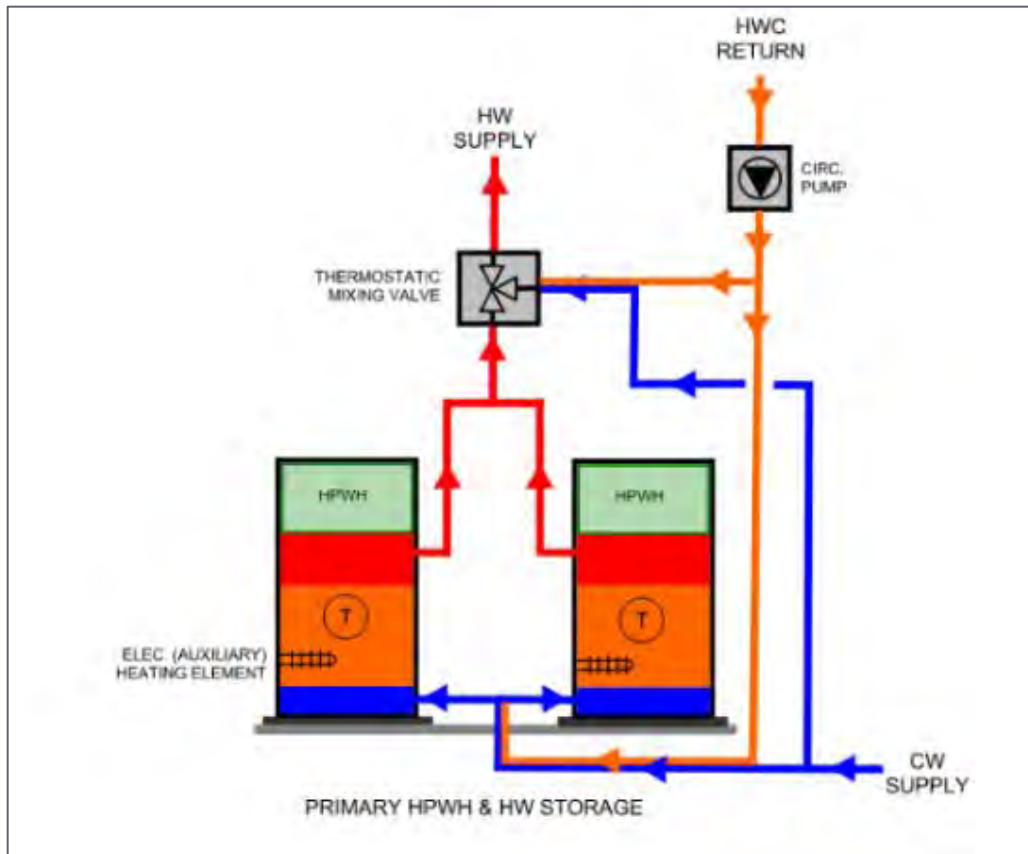 HWC
RETURN
HW
SUPPLY
CIRC.
PUMP
THERMOSTATIC
MIXING VALVE
HPWH
HPWH
T
T
ELEC. (AUXILIARY)
HEATING ELEMENT
CW
SUPPLY
PRIMARY HPWH & HW STORAGE